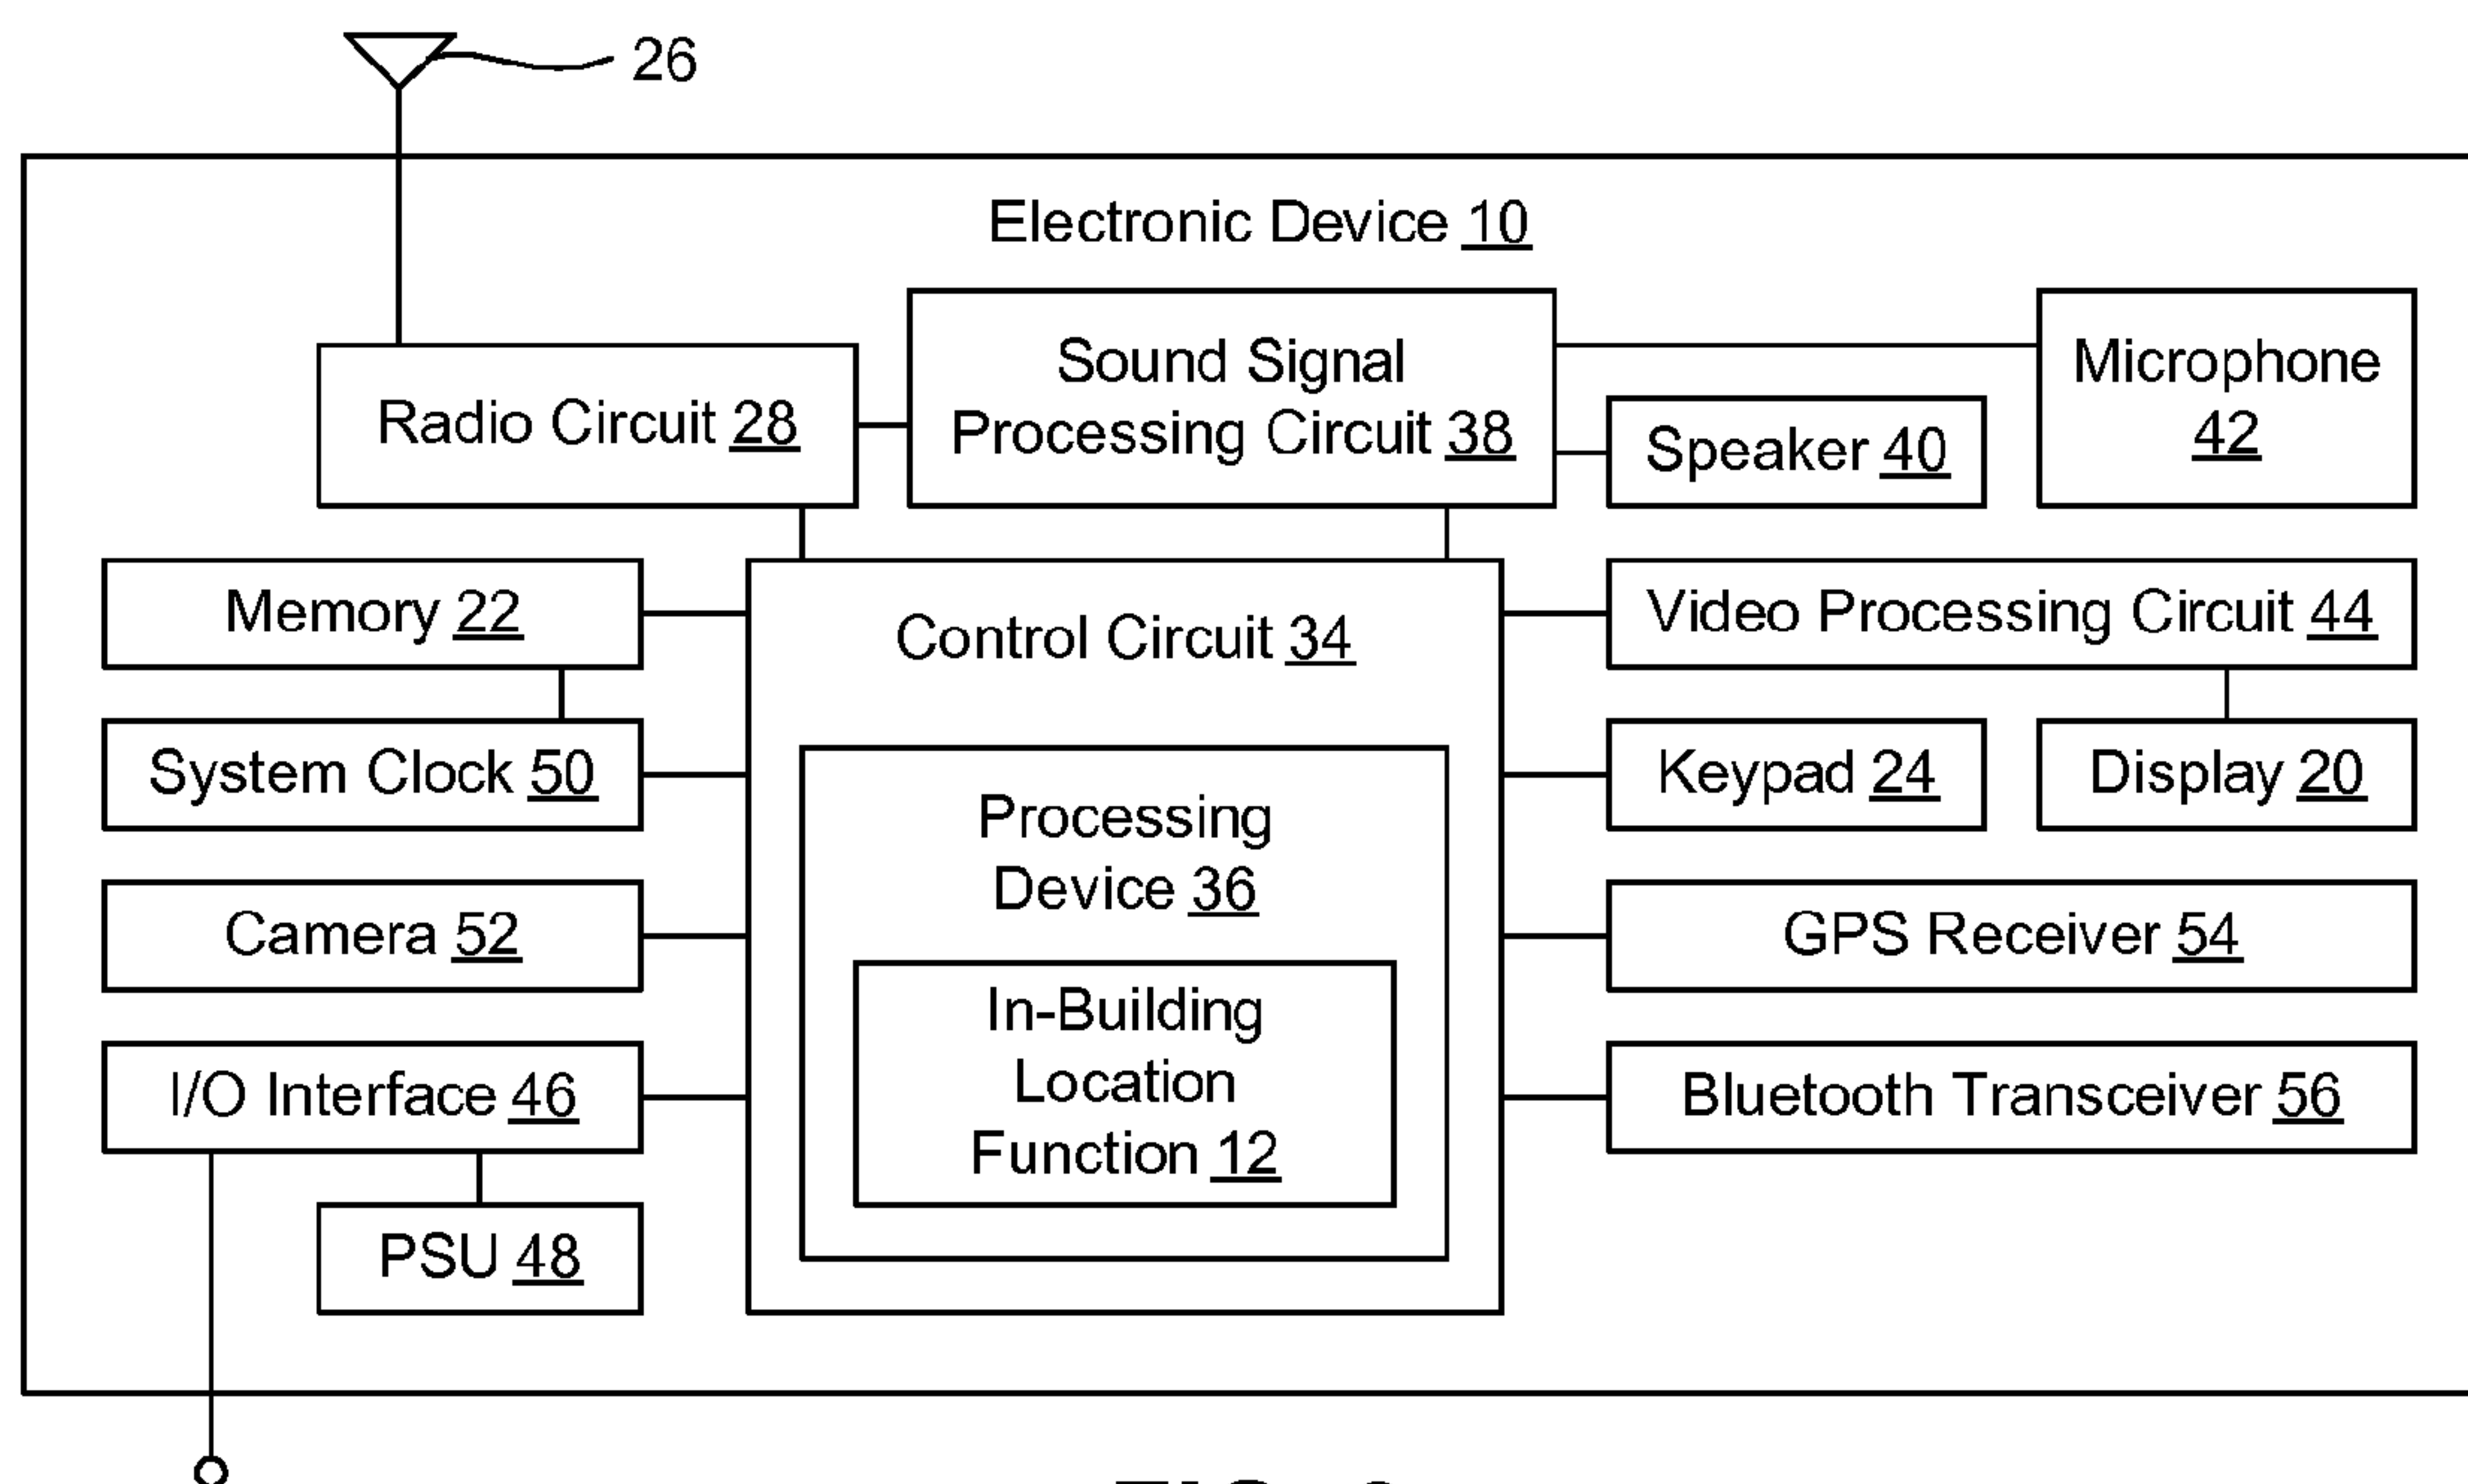 26
Electronic Device 10
Sound Signal
Processing Circuit 38
Microphone
42
Radio Circuit 28
Speaker 40
Memory 22
Control Circuit 34
Video Processing Circuit 44
System Clock 50
Keypad 24
Display 20
Processing
Device 36
Camera 52
GPS Receiver 54
In-Building
Location
Function 12
I/O Interface 46
Bluetooth Transceiver 56
PSU 48